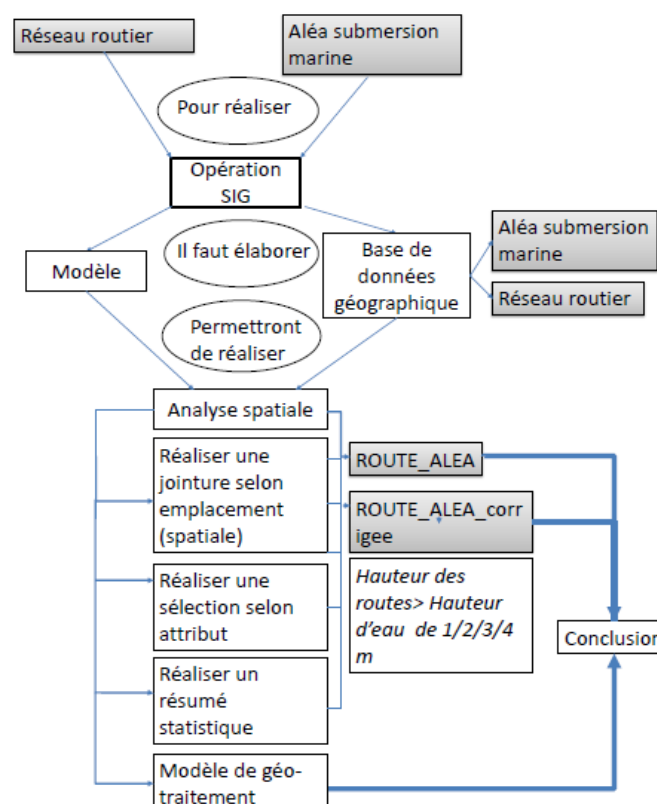 Réseau routier
Aléa submersion
marine
Pour réaliser
Opération
SIG
Il faut élaborer
Modèle
Base de
données
géographique
Aléa submersion
marine
Réseau routier
Permettront
de réaliser
Analyse spatiale
Réaliser une
jointure selon
emplacement
(spatiale)
Réaliser une
sélection selon
attribut
Réaliser un
résumé
statistique
Modèle de géo-
traitement
ROUTE_ALEA
ROUTE_ALEA_corr
igee
Hauteur des
routes> Hauteur
d'eau de 1/2/3/4
m
Conclusion